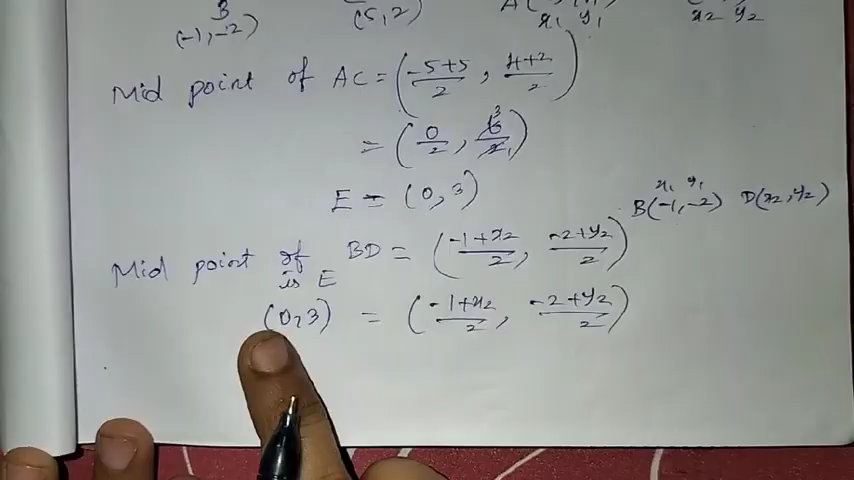 B (5,2) A x₁ y₁ x₂ y₂
(-1,-2)
Mid point of AC = (-5+5/2 , 4+2/2)
= (0/2 , 6/2) 3 1
E = (0,3)
x₁ y₁
B(-1,-2) D(x₂,y₂)
Mid point of BD = (-1+x₂/2 , -2+y₂/2)
is E
(0,3) = (-1+x₂/2 , -2+y₂/2)